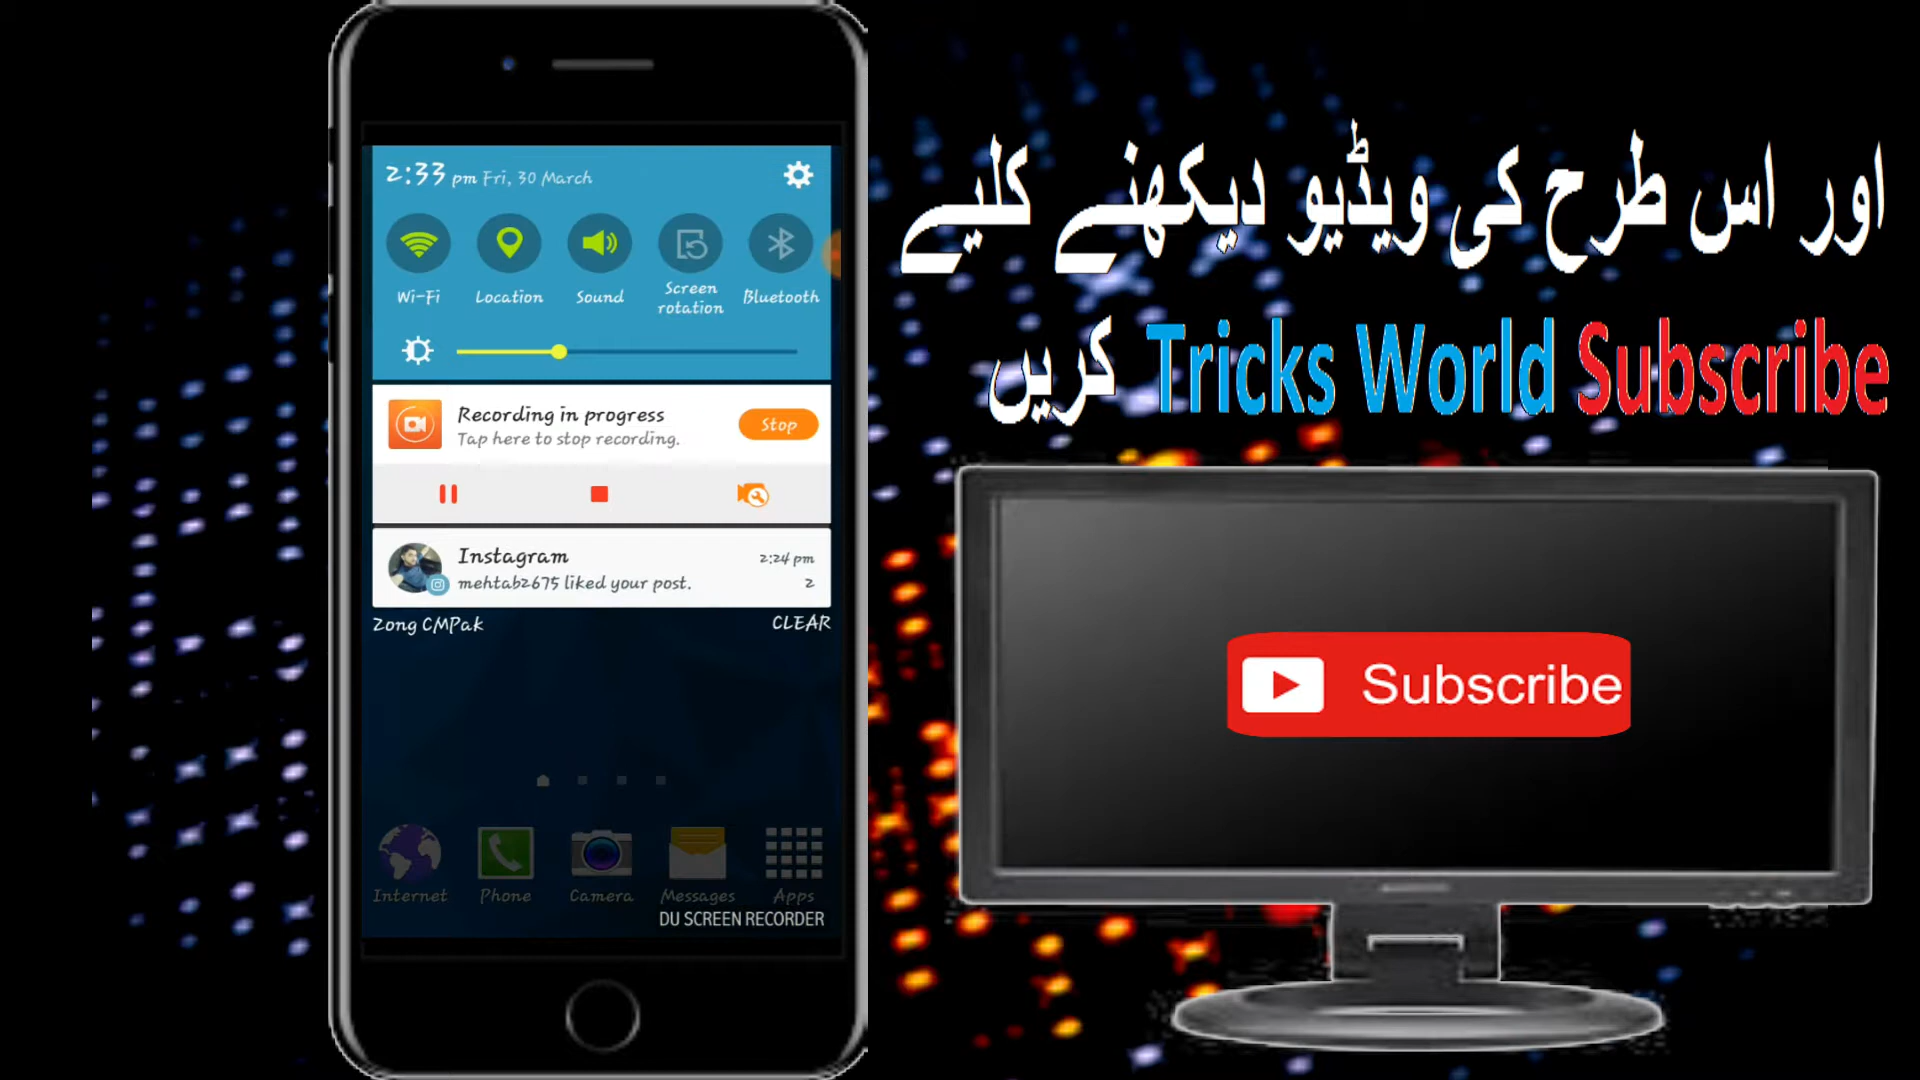 2:33 pm Fri, 30 March
Wi-Fi
Location
Sound
Screen rotation
Bluetooth
Recording in progress
Tap here to stop recording.
Stop
Instagram
2:24 pm
mehtab2675 liked your post.
2
Zong CMPak
CLEAR
Internet
Phone
Camera
Messages
Apps
DU SCREEN RECORDER
اور اس طرح کی ویڈیو دیکھنے کلیے
Tricks World Subscribe کریں
Subscribe